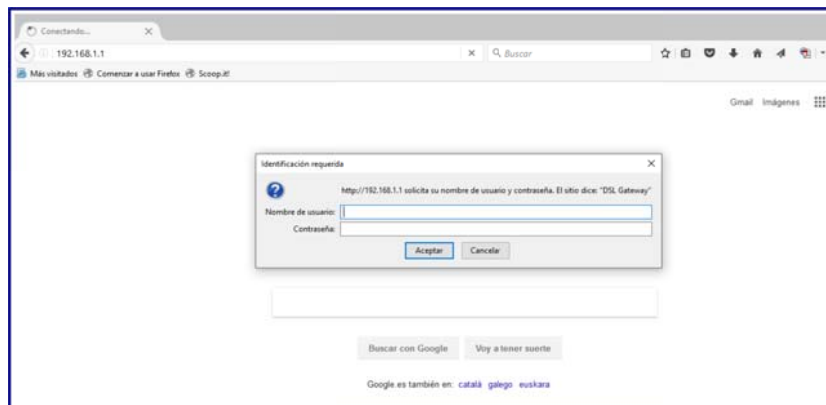 Conectando...
192.168.1.1
Buscar
Más visitados Comenzar a usar Firefox Scoop.it!
Gmail Imágenes
Identificación requerida
http://192.168.1.1 solicita su nombre de usuario y contraseña. El sitio dice: "DSL Gateway"
Nombre de usuario:
Contraseña:
Aceptar Cancelar
Buscar con Google Voy a tener suerte
Google es también en: català galego euskara